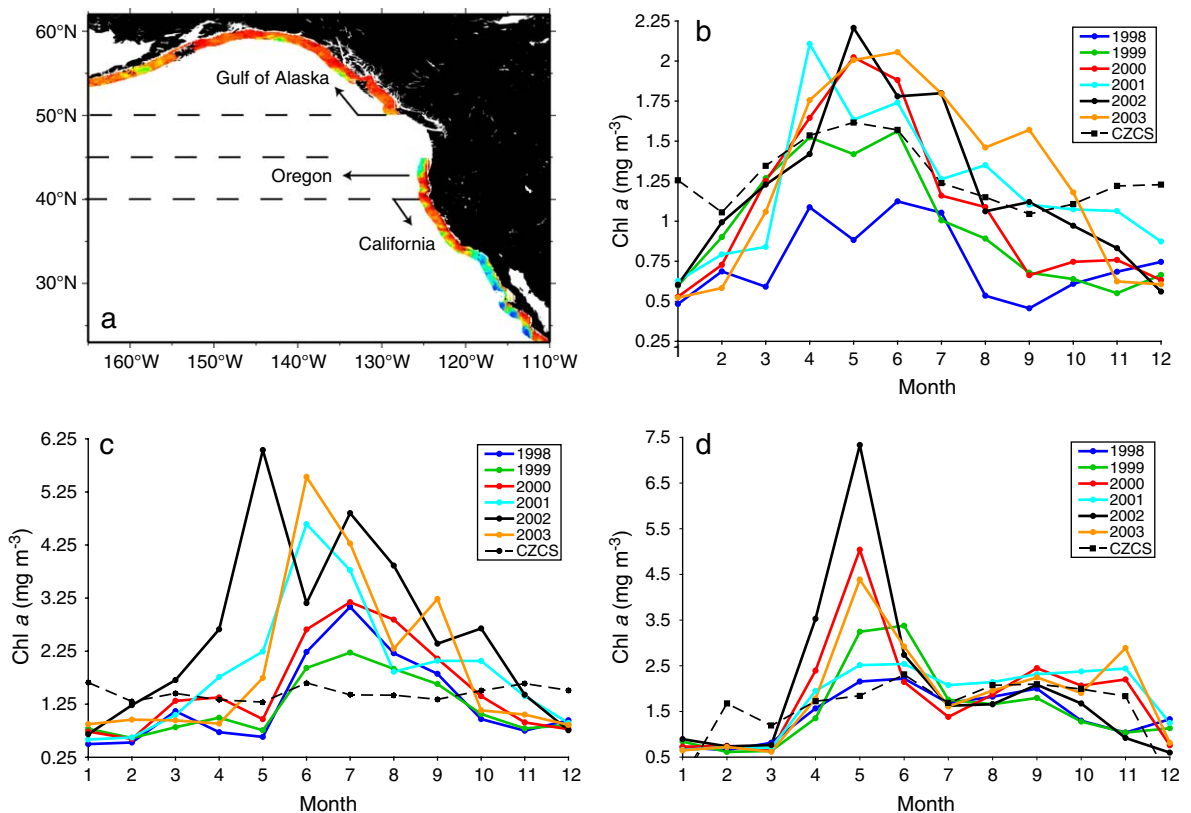 60°N
50°N
40°N
30°N
Gulf of Alaska
Oregon
California
a
160°W 150°W 140°W 130°W 120°W 110°W
b
2.25
2
1.75
1.5
1.25
1
0.75
0.5
0.25
Chl a (mg m⁻³)
1998
1999
2000
2001
2002
2003
CZCS
1 2 3 4 5 6 7 8 9 10 11 12
Month
c
6.25
5.25
4.25
3.25
2.25
1.25
0.25
Chl a (mg m⁻³)
1998
1999
2000
2001
2002
2003
CZCS
1 2 3 4 5 6 7 8 9 10 11 12
Month
d
7.5
6.5
5.5
4.5
3.5
2.5
1.5
0.5
Chl a (mg m⁻³)
1998
1999
2000
2001
2002
2003
CZCS
1 2 3 4 5 6 7 8 9 10 11 12
Month